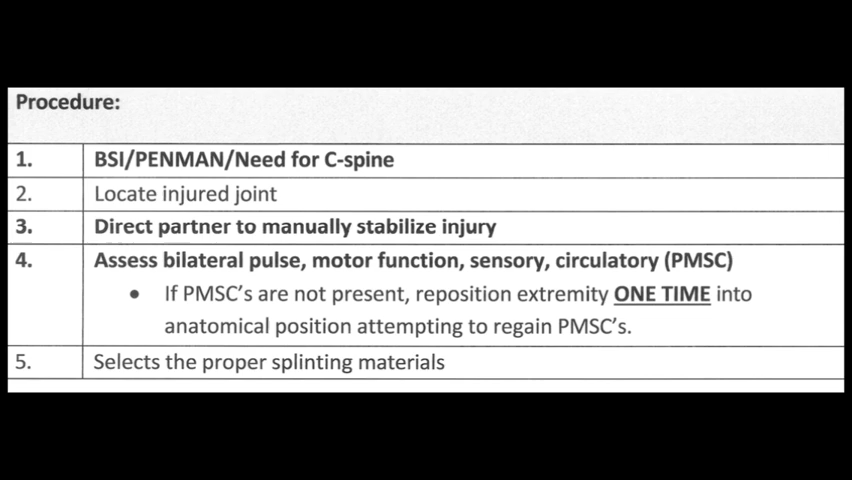 Procedure:
1. BSI/PENMAN/Need for C-spine
2. Locate injured joint
3. Direct partner to manually stabilize injury
4. Assess bilateral pulse, motor function, sensory, circulatory (PMSC)
• If PMSC's are not present, reposition extremity ONE TIME into
anatomical position attempting to regain PMSC's.
5. Selects the proper splinting materials